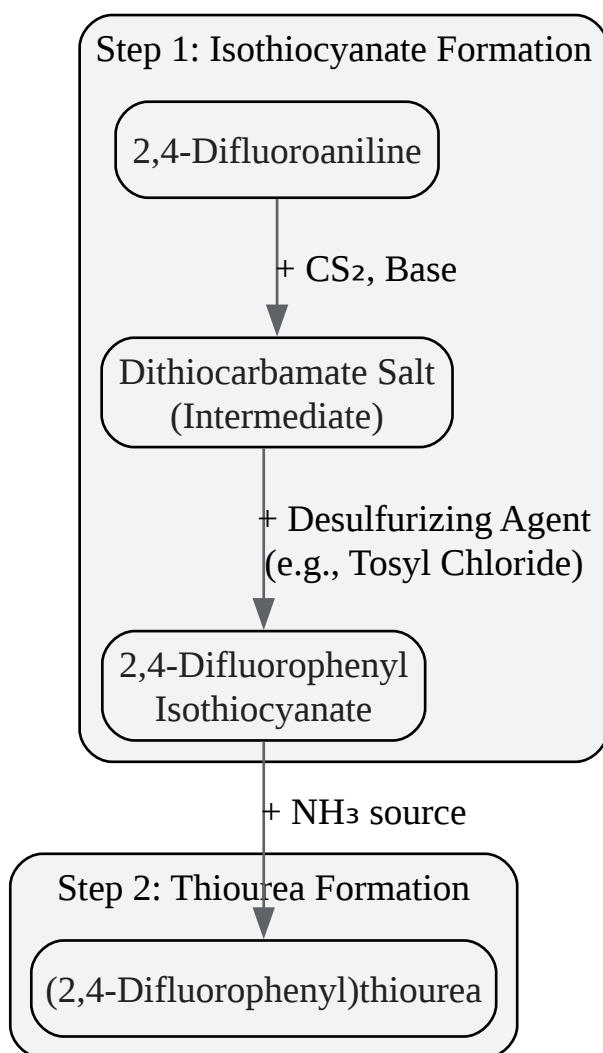 Step 1: Isothiocyanate Formation
2,4-Difluoroaniline
+ CS₂, Base
Dithiocarbamate Salt
(Intermediate)
+ Desulfurizing Agent
(e.g., Tosyl Chloride)
2,4-Difluorophenyl
Isothiocyanate
+ NH₃ source
Step 2: Thiourea Formation
(2,4-Difluorophenyl)thiourea